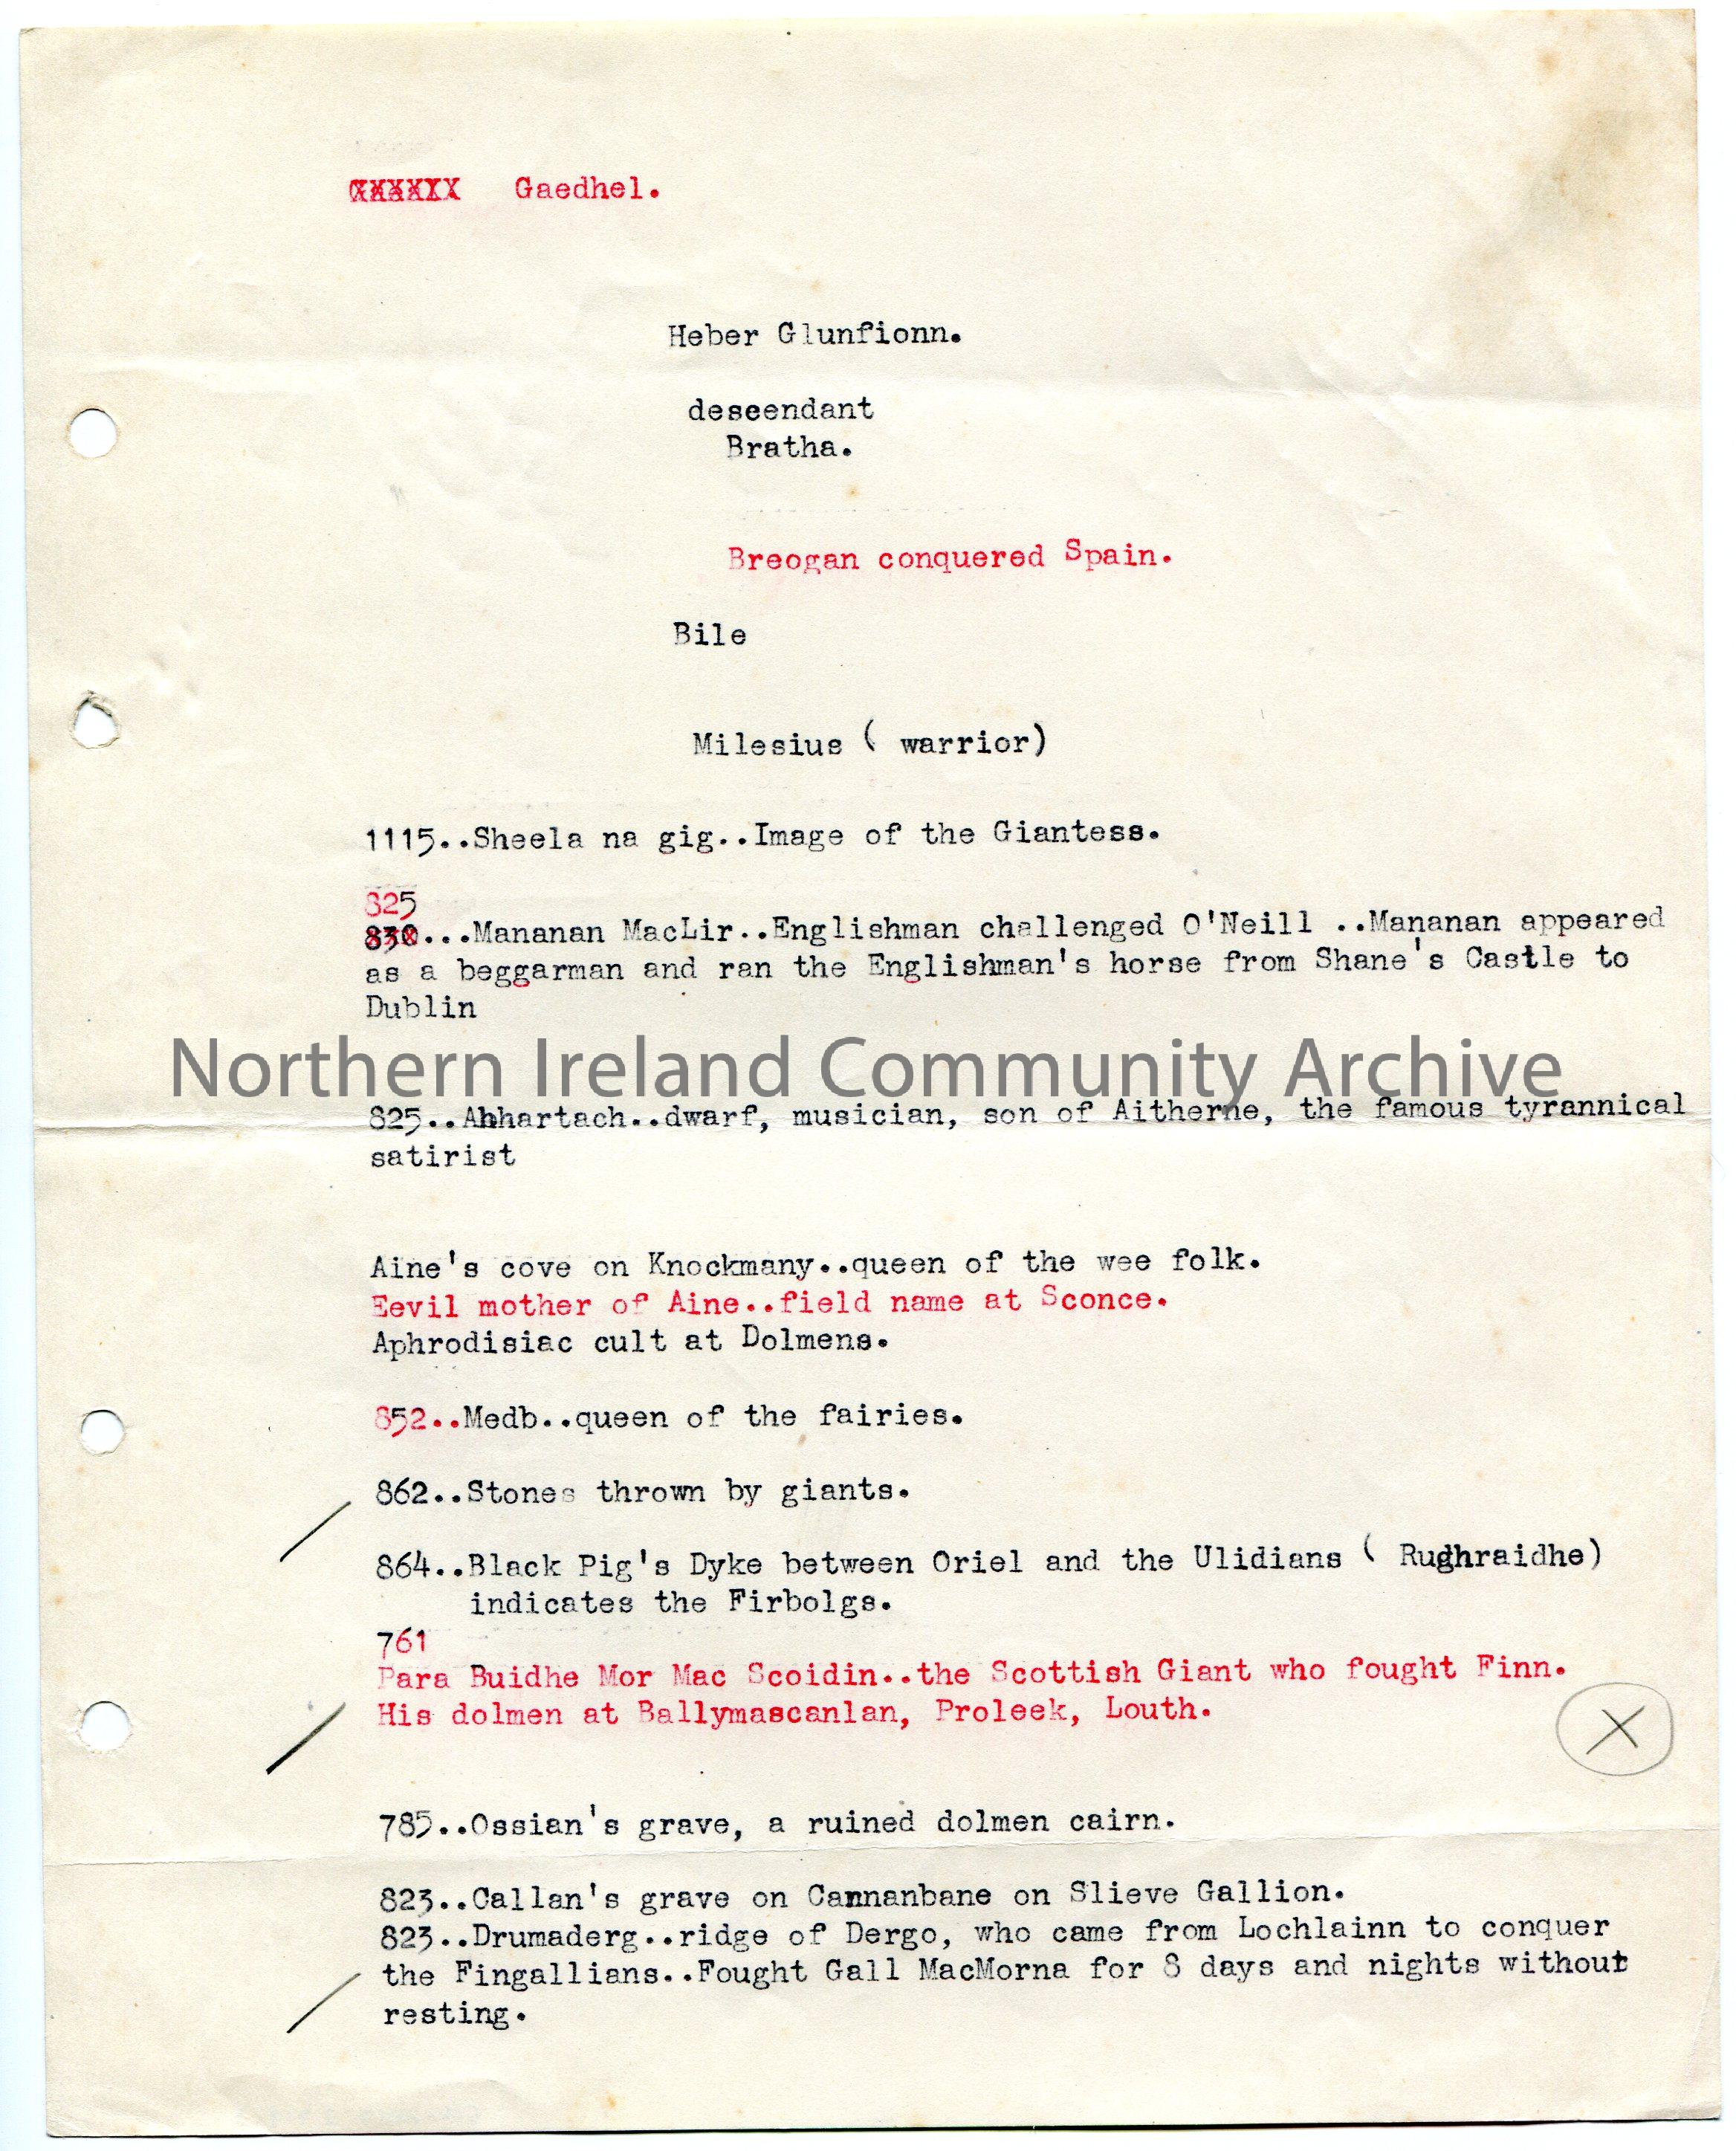 Gaedhel.
Heber Glunfionn.
deseendant
Bratha.
Breogan conquered Spain.
Bile
Milesius ( warrior)
1115..Sheela na gig..Image of the Giantess.
825
830...Mananan MacLir..Englishman challenged O'Neill ..Mananan appeared
as a beggarman and ran the Englishman's horse from Shane's Castle to
Dublin
Northern Ireland Community Archive
825..Abhartach..dwarf, musician, son of Aitherne, the famous tyrannical
satirist
Aine's cove on Knockmany..queen of the wee folk.
Eevil mother of Aine..field name at Sconce.
Aphrodisiac cult at Dolmens.
852..Medb..queen of the fairies.
862..Stones thrown by giants.
864..Black Pig's Dyke between Oriel and the Ulidians ( Rughraidhe)
indicates the Firbolgs.
761
Para Buidhe Mor Mac Scoidin..the Scottish Giant who fought Finn.
His dolmen at Ballymascanlan, Proleek, Louth.
X
785..Ossian's grave, a ruined dolmen cairn.
823..Callan's grave on Carnanbane on Slieve Gallion.
823..Drumaderg..ridge of Dergo, who came from Lochlainn to conquer
the Fingallians..Fought Gall MacMorna for 8 days and nights without
resting.